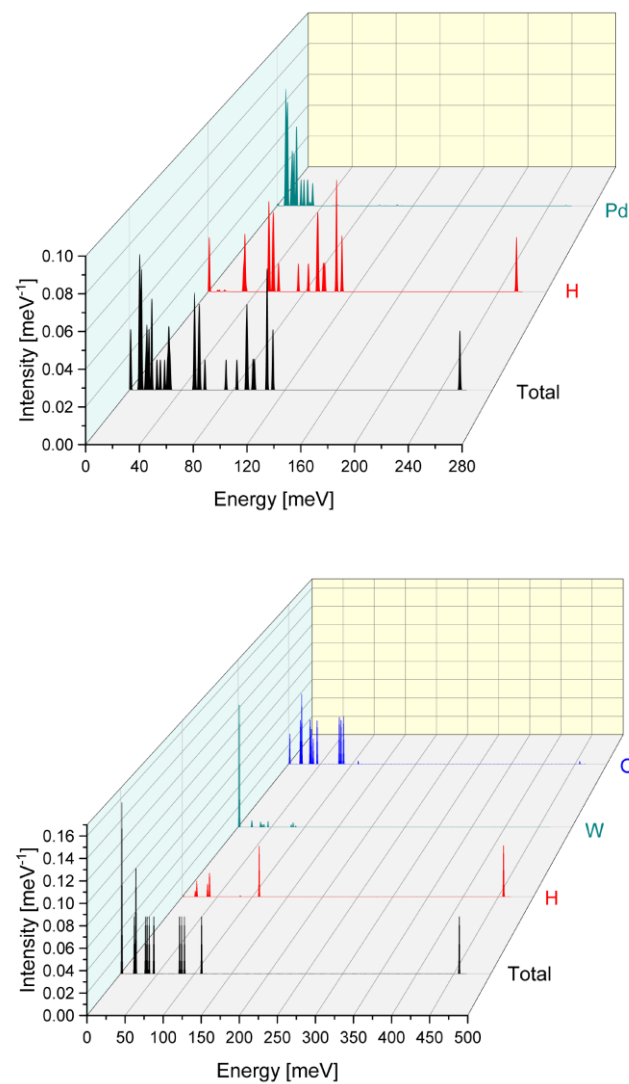 Pd
H
Total
0.10
0.08
0.06
0.04
0.02
0.00
Intensity [meV⁻¹]
0 40 80 120 160 200 240 280
Energy [meV]
W
H
Total
0.16
0.14
0.12
0.10
0.08
0.06
0.04
0.02
0.00
Intensity [meV⁻¹]
0 50 100 150 200 250 300 350 400 450 500
Energy [meV]